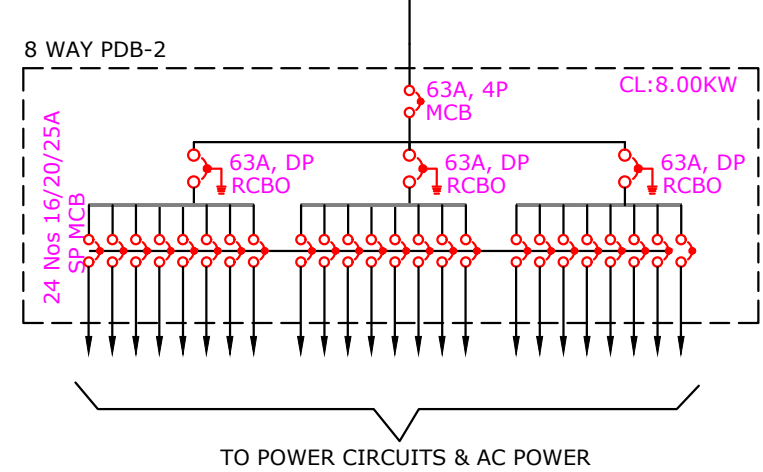 8 WAY PDB-2
63A, 4P
MCB
CL:8.00KW
63A, DP
RCBO
63A, DP
RCBO
63A, DP
RCBO
24 Nos 16/20/25A
SP MCB
TO POWER CIRCUITS & AC POWER